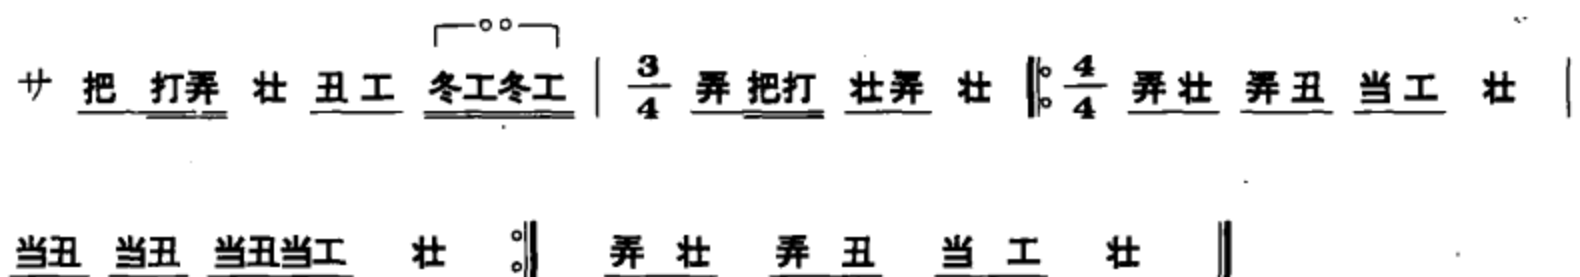 サ 把 打弄 壮 丑工 冬工冬工 | 3/4 弄把打 壮弄 壮 ‖: 4/4 弄壮 弄丑 当工 壮 |
当丑 当丑 当丑当工 壮 :‖ 弄壮 弄丑 当工 壮 ‖